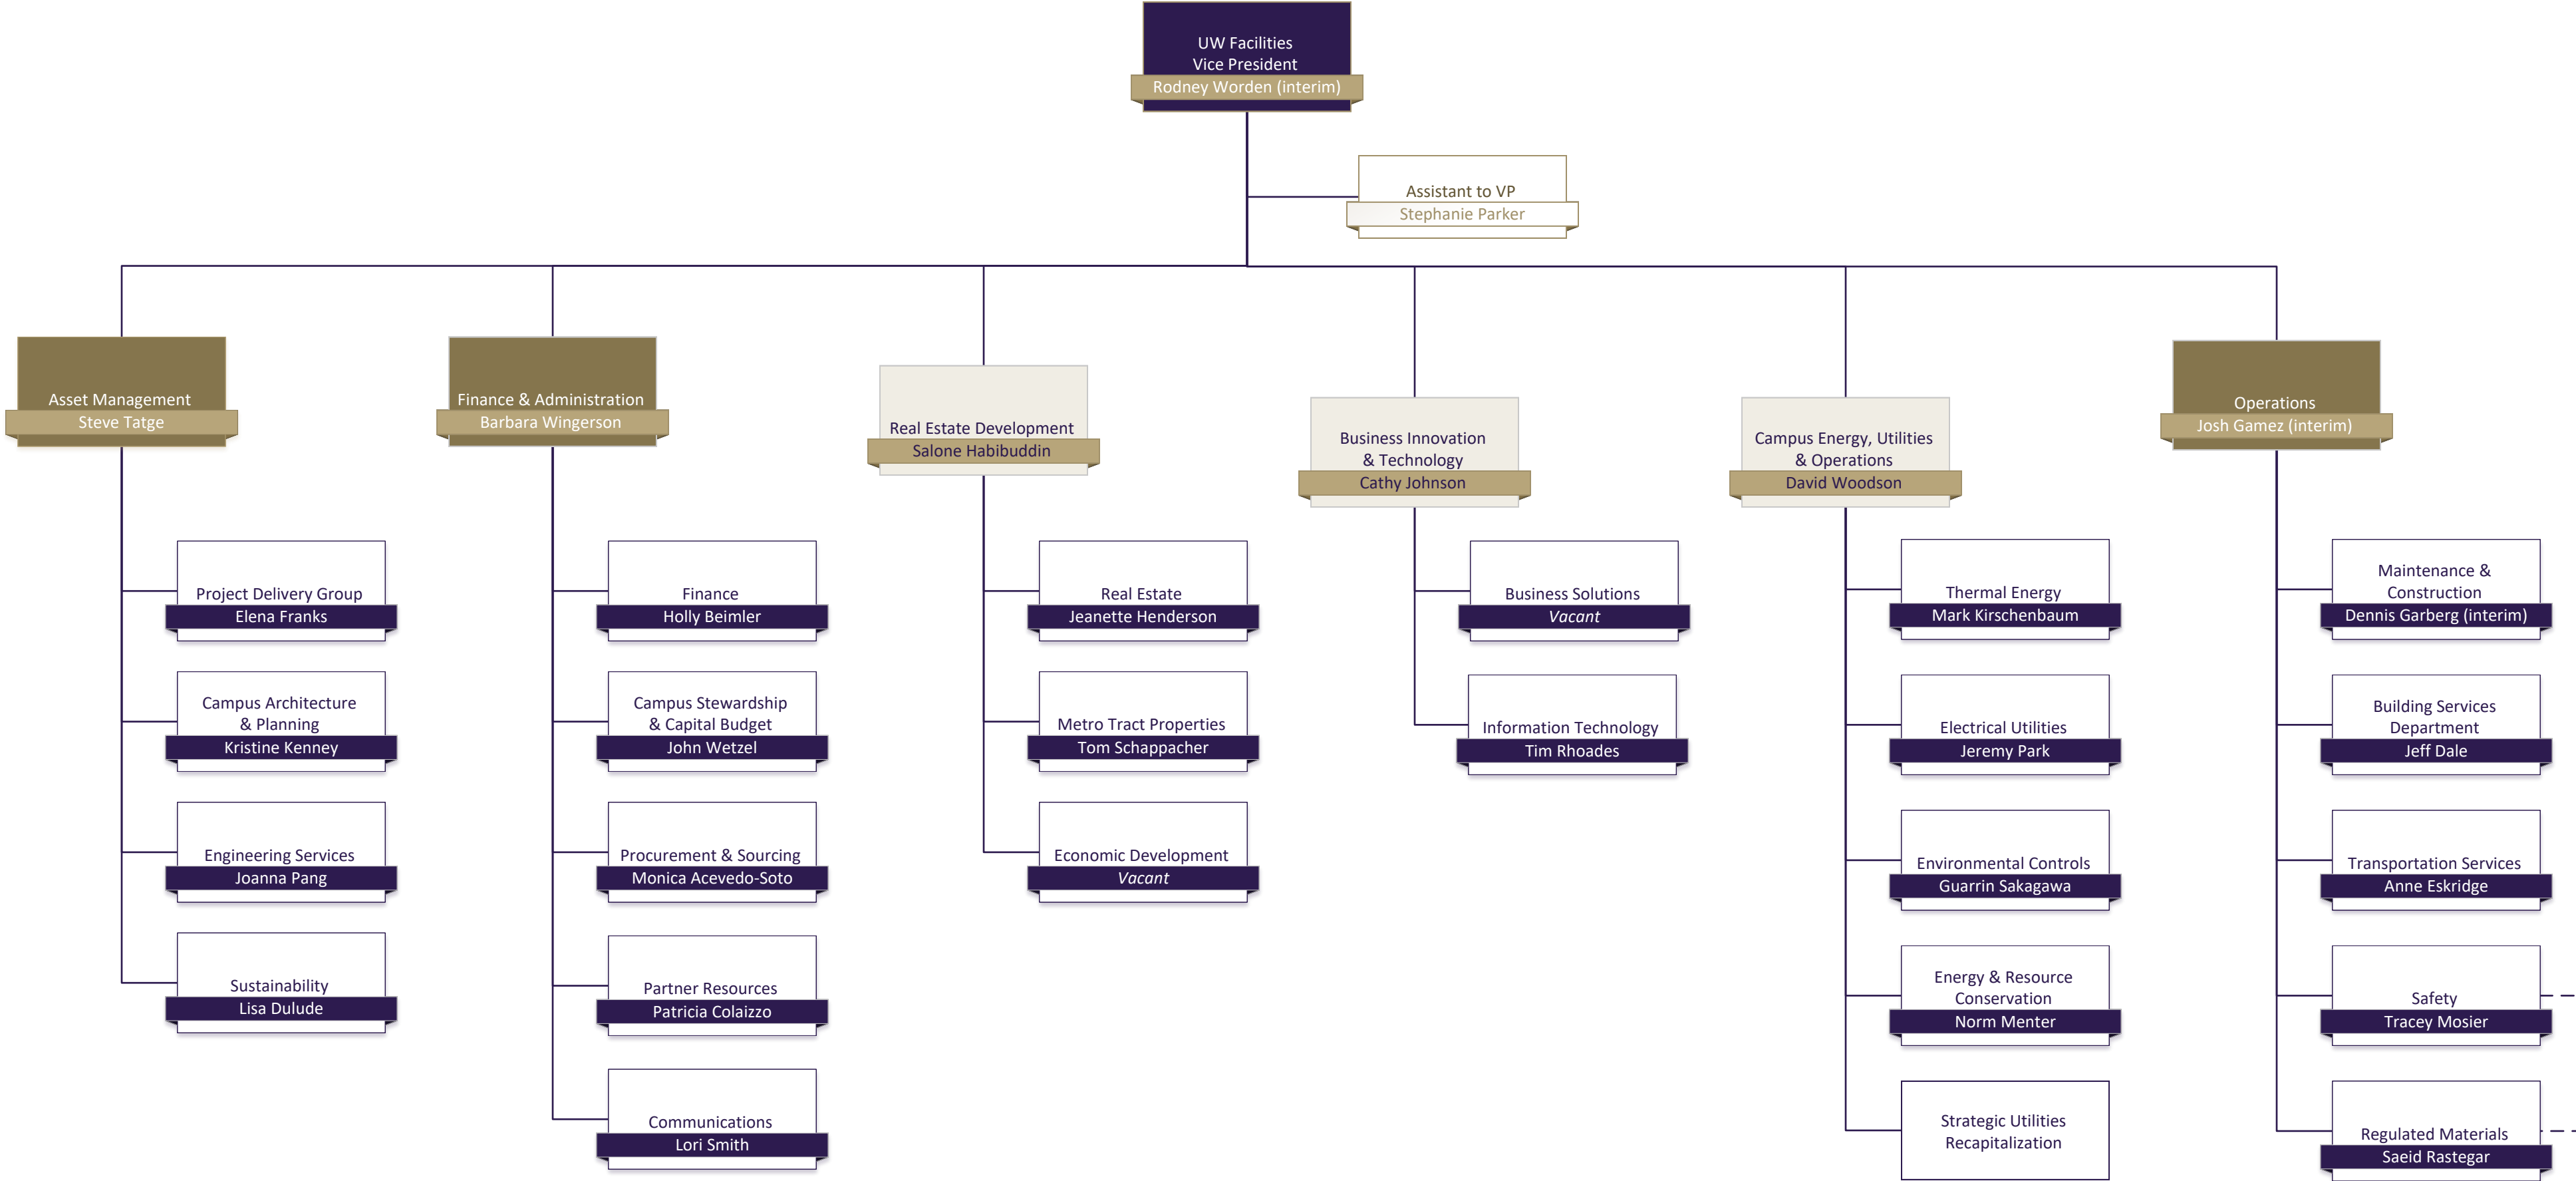 UW Facilities
Vice President
Rodney Worden (interim)
Assistant to VP
Stephanie Parker
Asset Management
Steve Tatge
Project Delivery Group
Elena Franks
Campus Architecture
& Planning
Kristine Kenney
Engineering Services
Joanna Pang
Sustainability
Lisa Dulude
Finance & Administration
Barbara Wingerson
Finance
Holly Beimler
Campus Stewardship
& Capital Budget
John Wetzel
Procurement & Sourcing
Monica Acevedo-Soto
Partner Resources
Patricia Colaizzo
Communications
Lori Smith
Real Estate Development
Salone Habibuddin
Real Estate
Jeanette Henderson
Metro Tract Properties
Tom Schappacher
Economic Development
Vacant
Business Innovation
& Technology
Cathy Johnson
Business Solutions
Vacant
Information Technology
Tim Rhoades
Campus Energy, Utilities
& Operations
David Woodson
Thermal Energy
Mark Kirschenbaum
Electrical Utilities
Jeremy Park
Environmental Controls
Guarrin Sakagawa
Energy & Resource
Conservation
Norm Menter
Strategic Utilities
Recapitalization
Operations
Josh Gamez (interim)
Maintenance &
Construction
Dennis Garberg (interim)
Building Services
Department
Jeff Dale
Transportation Services
Anne Eskridge
Safety
Tracey Mosier
Regulated Materials
Saeid Rastegar